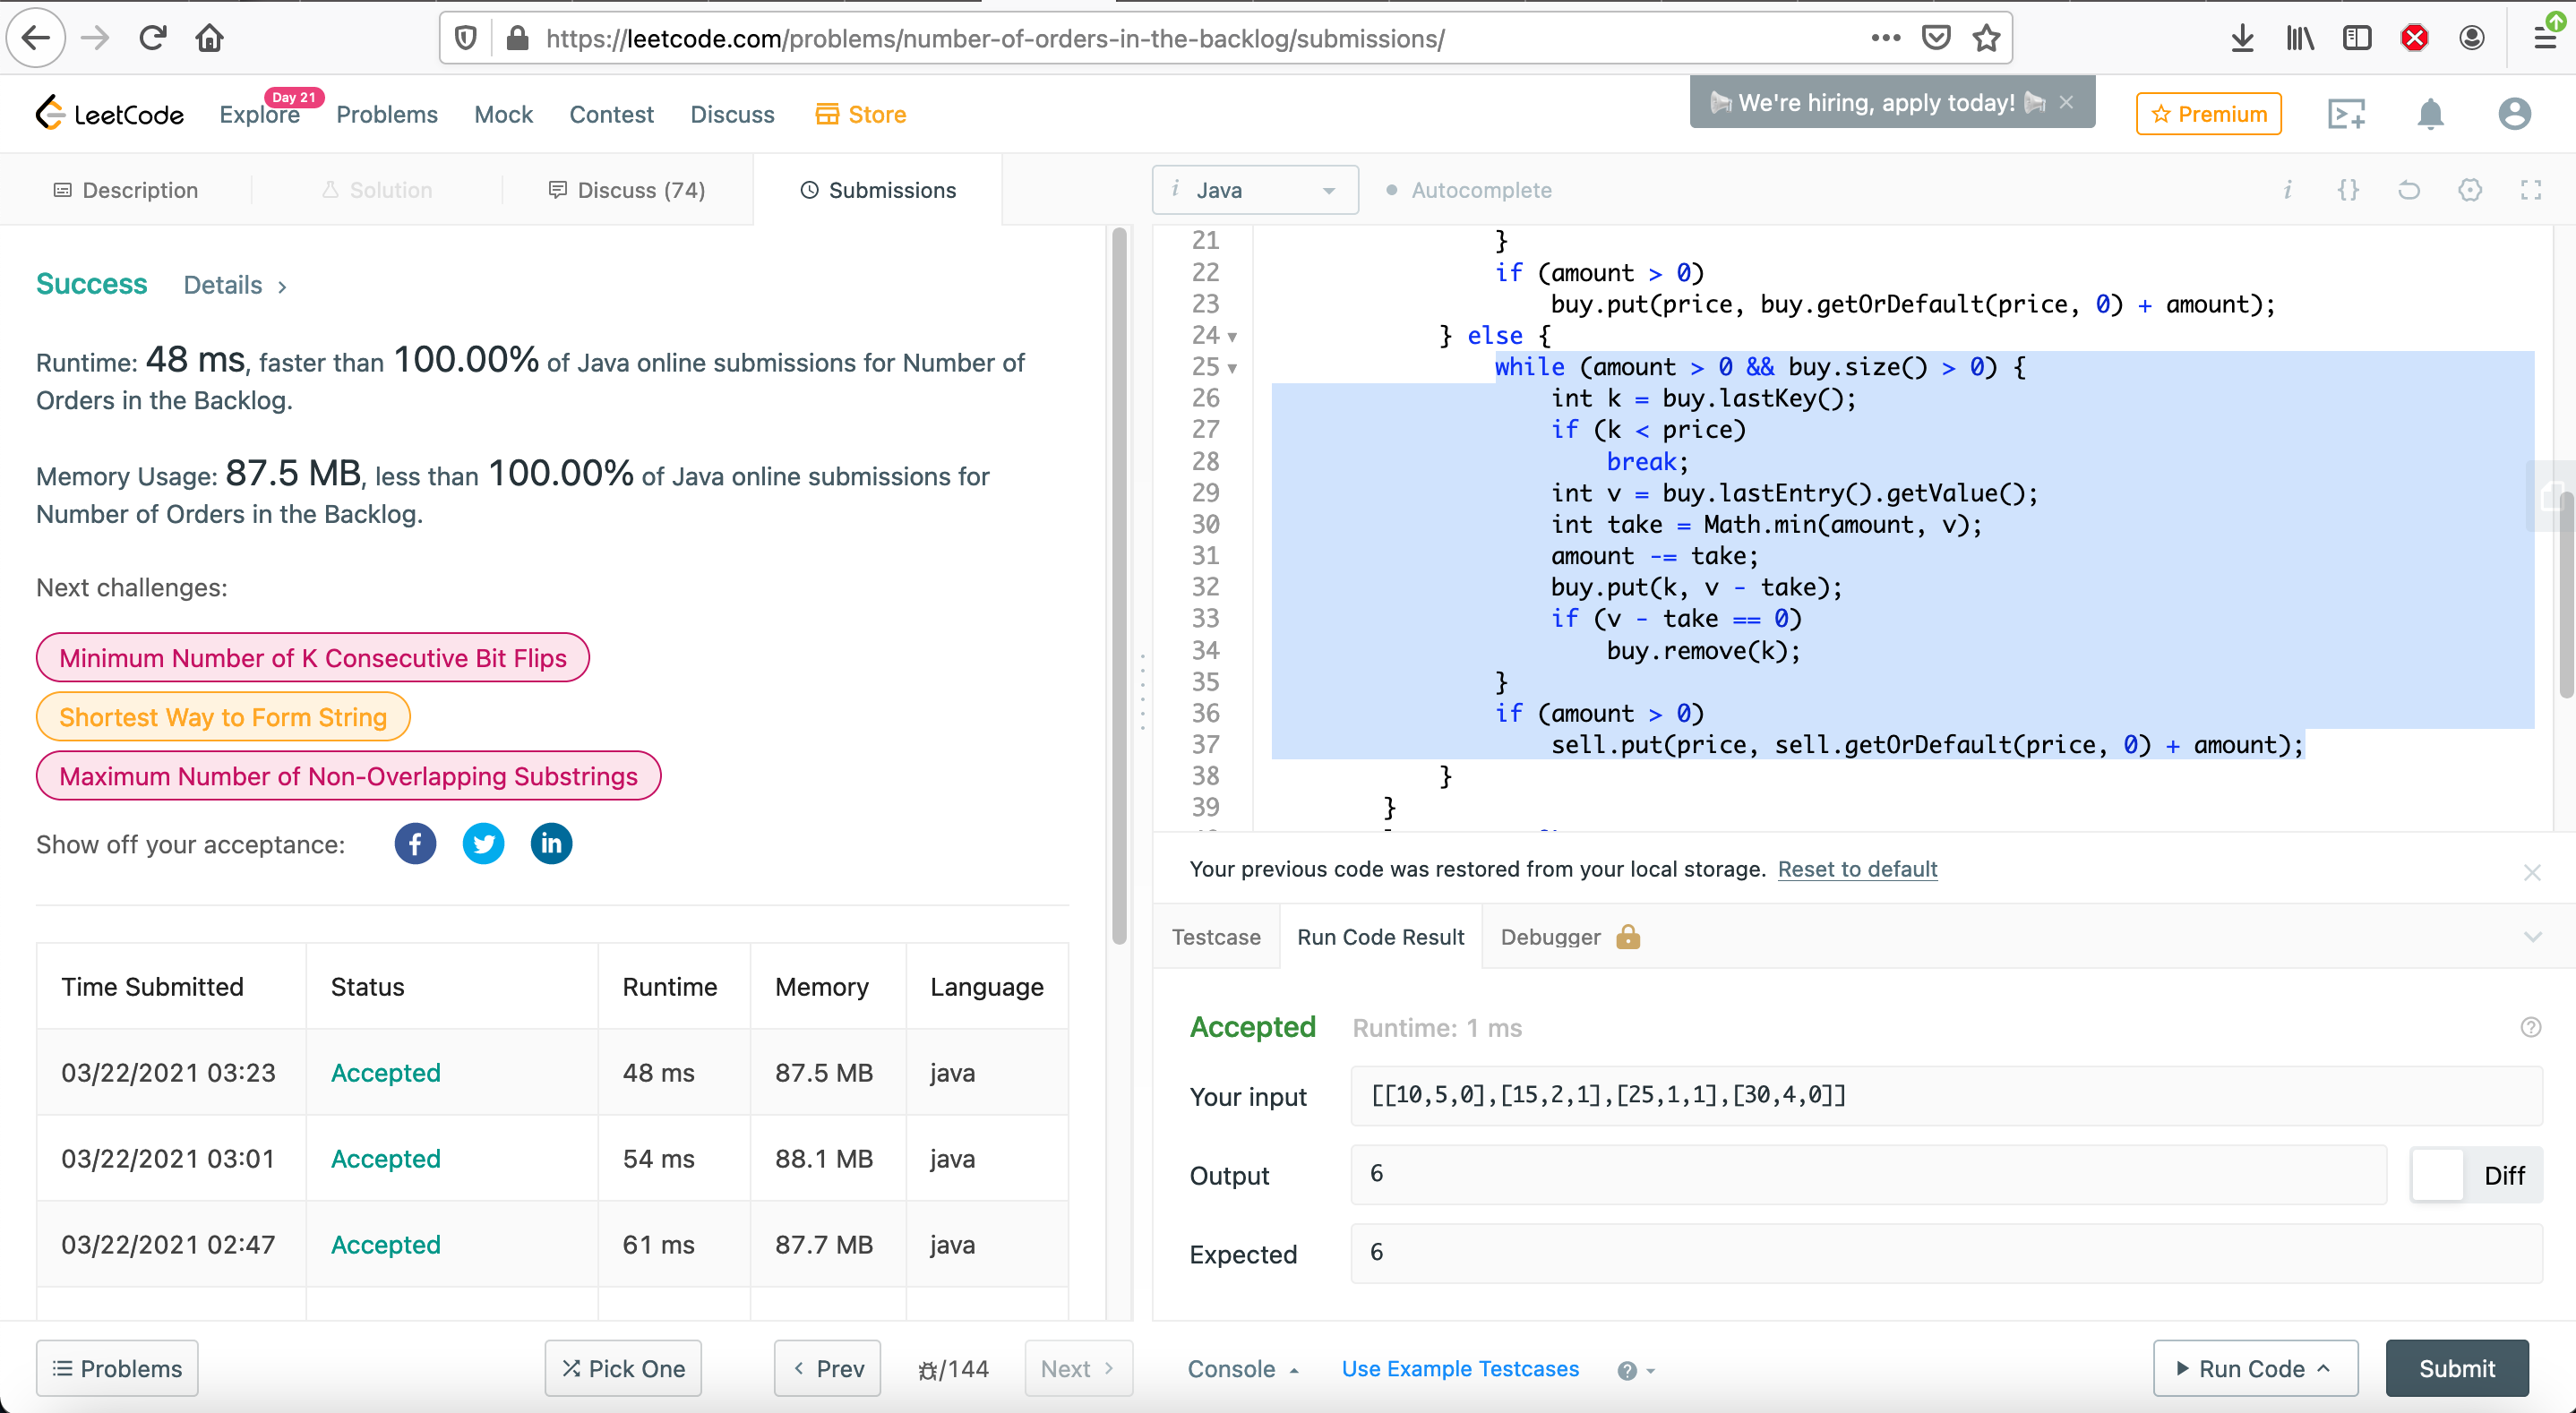 https://leetcode.com/problems/number-of-orders-in-the-backlog/submissions/
LeetCode
Explore
Day 21
Problems
Mock
Contest
Discuss
Store
We're hiring, apply today!
Premium
Description
Solution
Discuss (74)
Submissions
i Java
Autocomplete
Success Details >
Runtime: 48 ms, faster than 100.00% of Java online submissions for Number of
Orders in the Backlog.
Memory Usage: 87.5 MB, less than 100.00% of Java online submissions for
Number of Orders in the Backlog.
Next challenges:
Minimum Number of K Consecutive Bit Flips
Shortest Way to Form String
Maximum Number of Non-Overlapping Substrings
Show off your acceptance:
Time Submitted Status Runtime Memory Language
03/22/2021 03:23 Accepted 48 ms 87.5 MB java
03/22/2021 03:01 Accepted 54 ms 88.1 MB java
03/22/2021 02:47 Accepted 61 ms 87.7 MB java
Problems
Pick One
< Prev
/144
Next >
21 }
22 if (amount > 0)
23 buy.put(price, buy.getOrDefault(price, 0) + amount);
24 } else {
25 while (amount > 0 && buy.size() > 0) {
26 int k = buy.lastKey();
27 if (k < price)
28 break;
29 int v = buy.lastEntry().getValue();
30 int take = Math.min(amount, v);
31 amount -= take;
32 buy.put(k, v - take);
33 if (v - take == 0)
34 buy.remove(k);
35 }
36 if (amount > 0)
37 sell.put(price, sell.getOrDefault(price, 0) + amount);
38 }
39 }
Your previous code was restored from your local storage. Reset to default
Testcase
Run Code Result
Debugger
Accepted Runtime: 1 ms
Your input [[10,5,0],[15,2,1],[25,1,1],[30,4,0]]
Output 6 Diff
Expected 6
Console
Use Example Testcases
Run Code
Submit